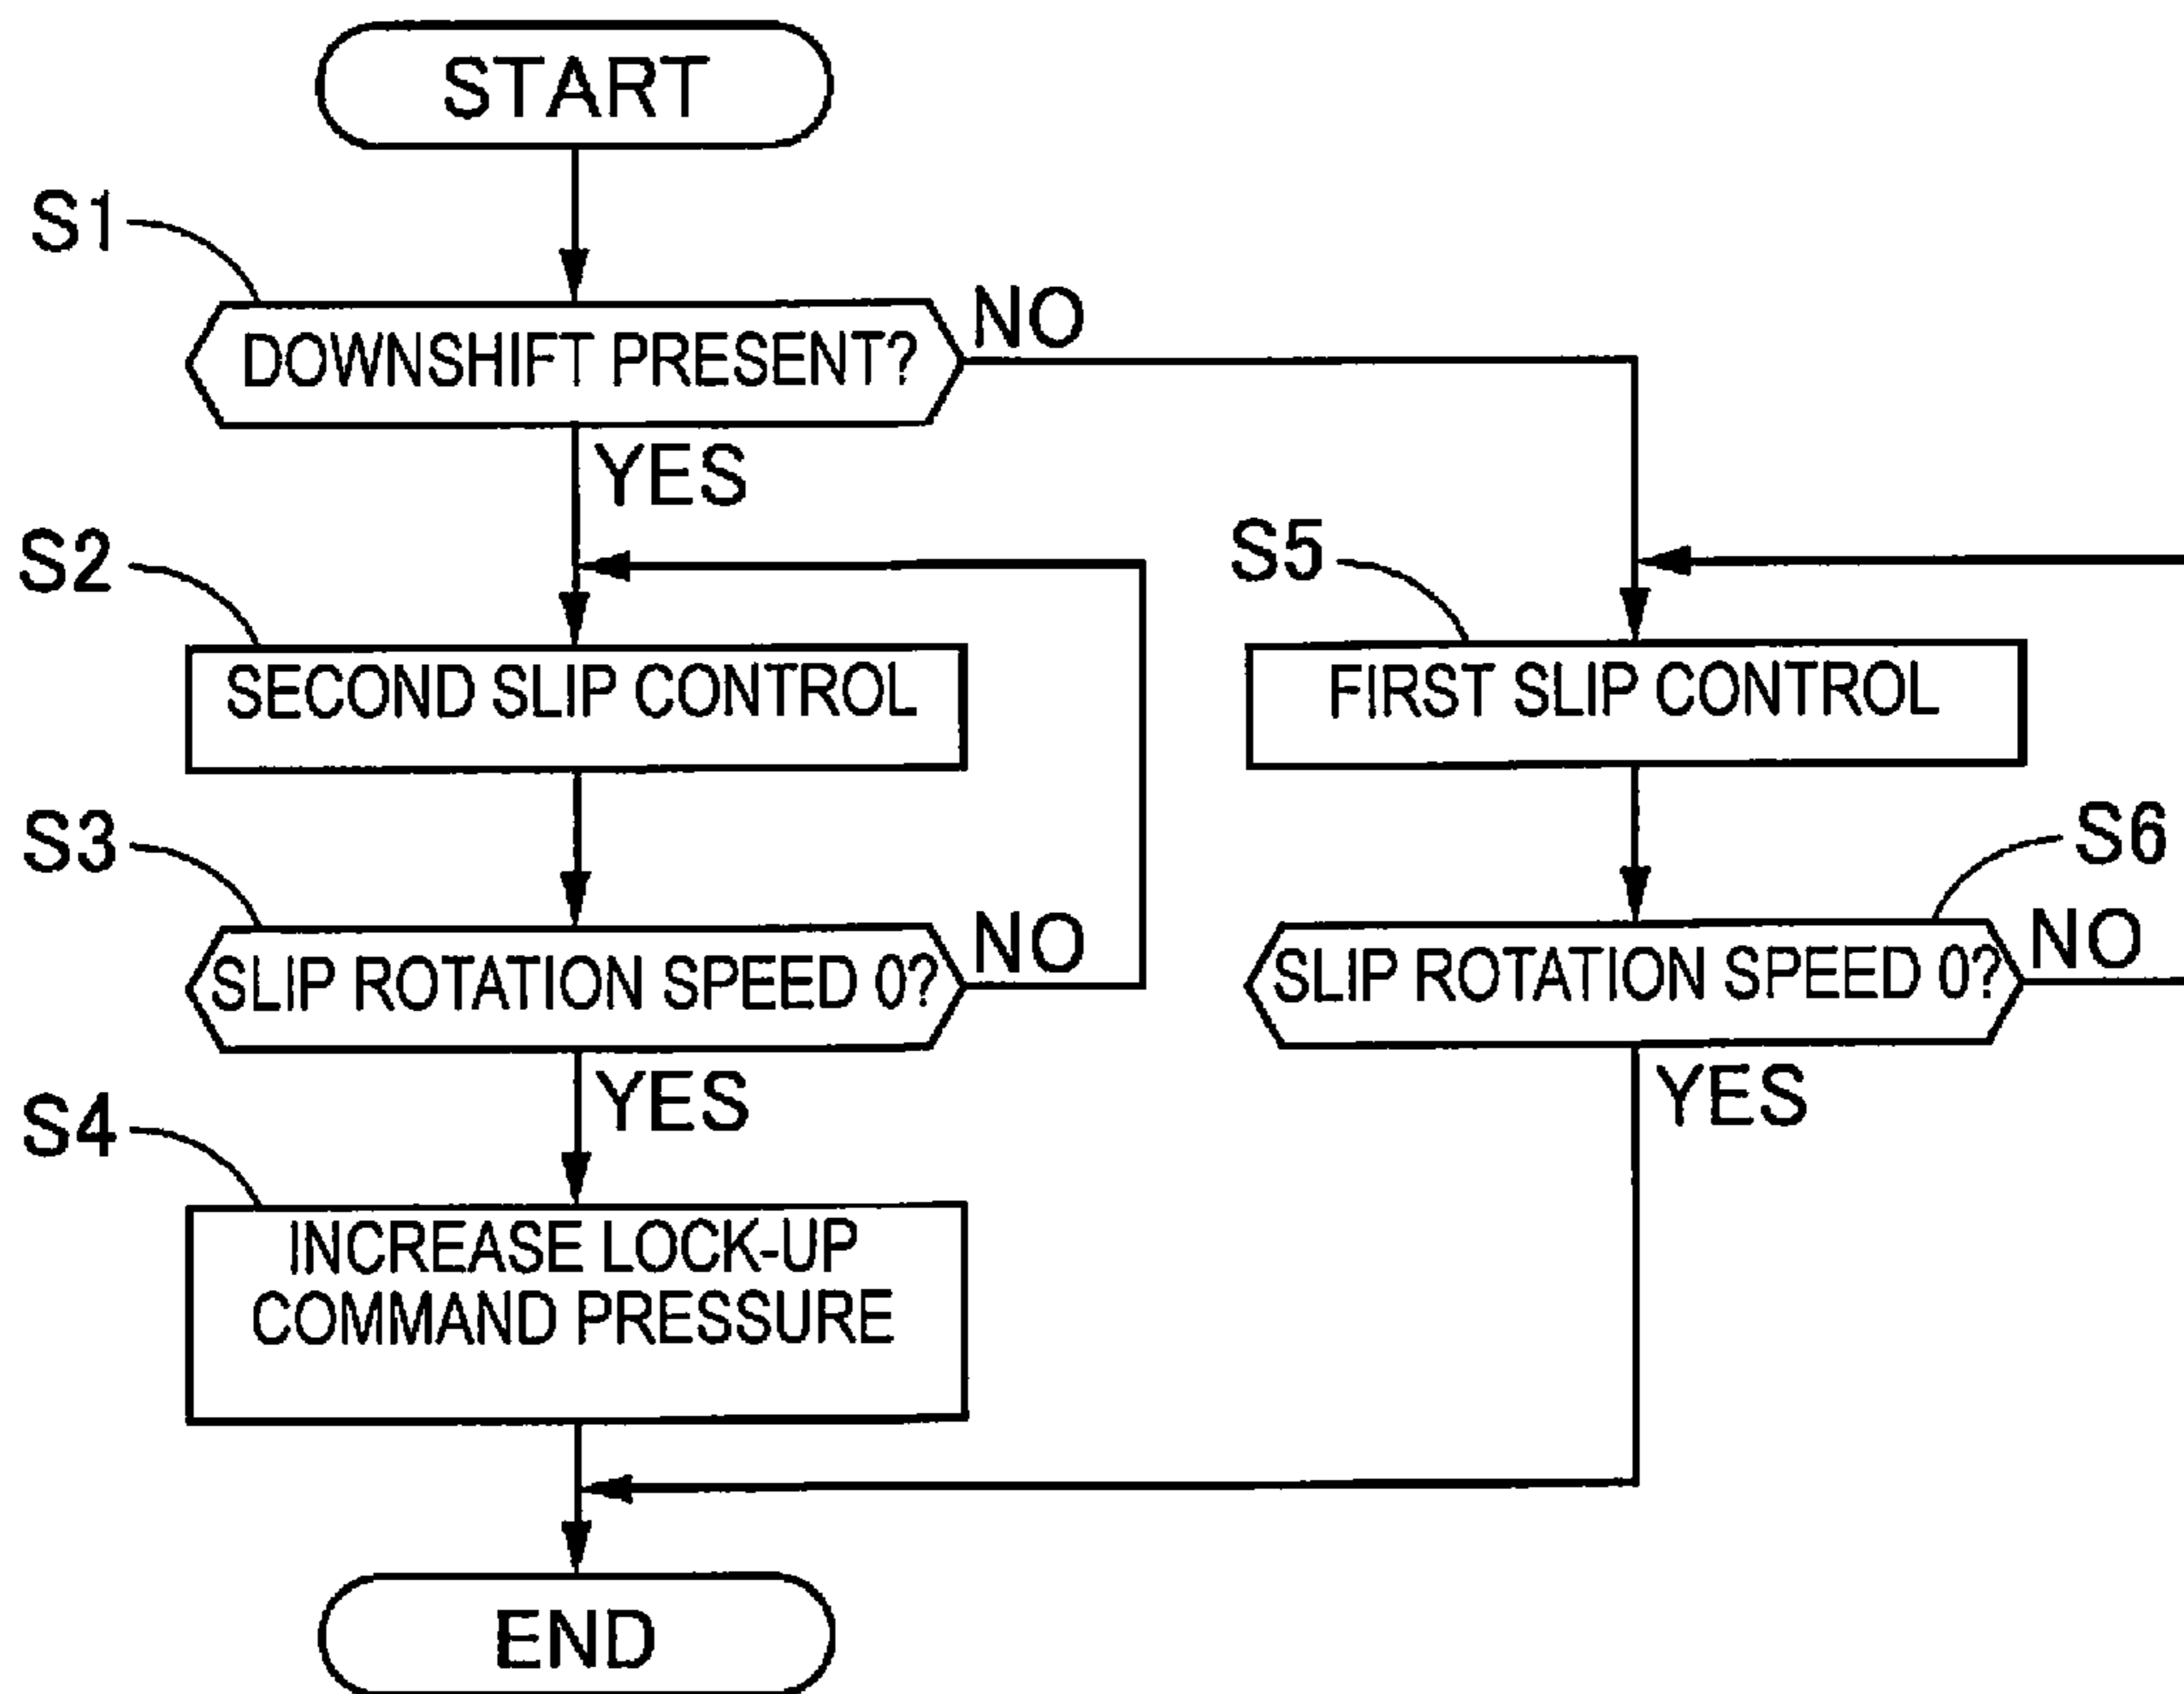 START
S1
DOWNSHIFT PRESENT?
NO
YES
S2
SECOND SLIP CONTROL
S3
SLIP ROTATION SPEED 0?
NO
YES
S4
INCREASE LOCK-UP
COMMAND PRESSURE
S5
FIRST SLIP CONTROL
S6
SLIP ROTATION SPEED 0?
NO
YES
END